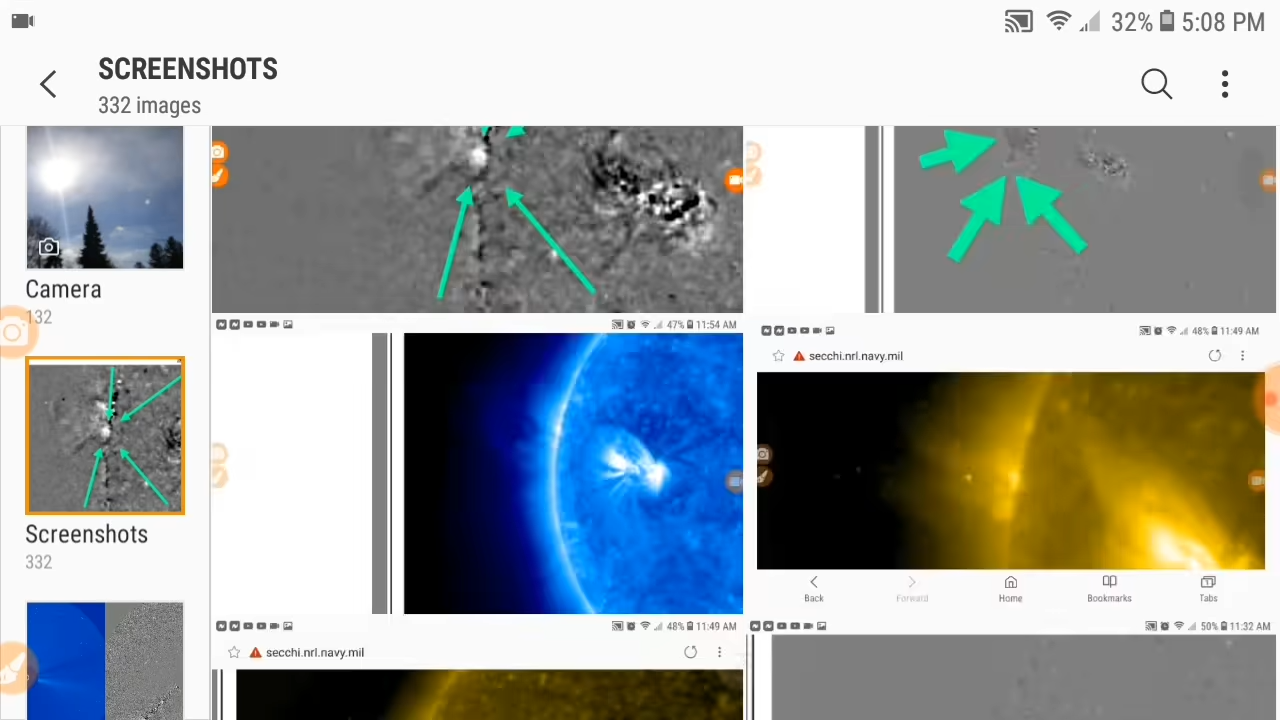 32% 5:08 PM
SCREENSHOTS
332 images
Camera
132
Screenshots
332
47% 11:54 AM
48% 11:49 AM
secchi.nrl.navy.mil
Back
Forward
Home
Bookmarks
1
Tabs
48% 11:49 AM
secchi.nrl.navy.mil
50% 11:32 AM